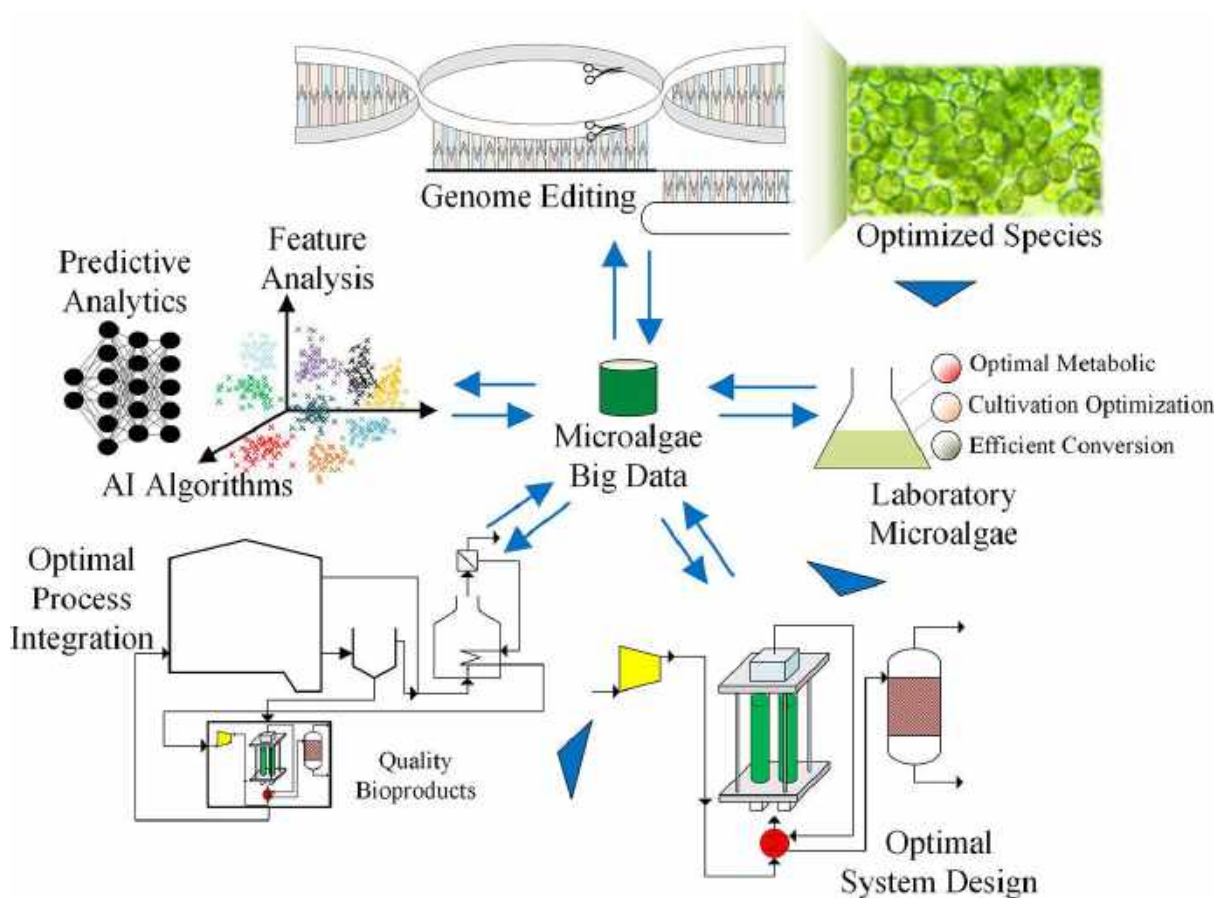 Genome Editing
Optimized Species
Predictive
Analytics
Feature
Analysis
AI Algorithms
Microalgae
Big Data
Optimal Metabolic
Cultivation Optimization
Efficient Conversion
Laboratory
Microalgae
Optimal
Process
Integration
Quality
Bioproducts
Optimal
System Design